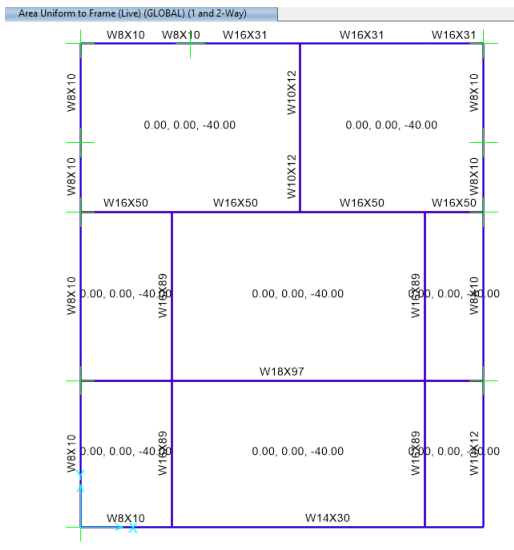 Area Uniform to Frame (Live) (GLOBAL) (1 and 2-Way)
W8X10 W8X10 W16X31 W16X31 W16X31
W8X10 W10X12 W8X10
0.00, 0.00, -40.00 0.00, 0.00, -40.00
W8X10 W10X12 W8X10
W16X50 W16X50 W16X50 W16X50
W8X10 0.00, 0.00, -40.00 W16X89 0.00, 0.00, -40.00 W16X89 0.00, 0.00, -40.00 W8X10
W18X97
W8X10 0.00, 0.00, -40.00 W16X89 0.00, 0.00, -40.00 W16X89 0.00, 0.00, -40.00 W10X12
W8X10 W14X30
X